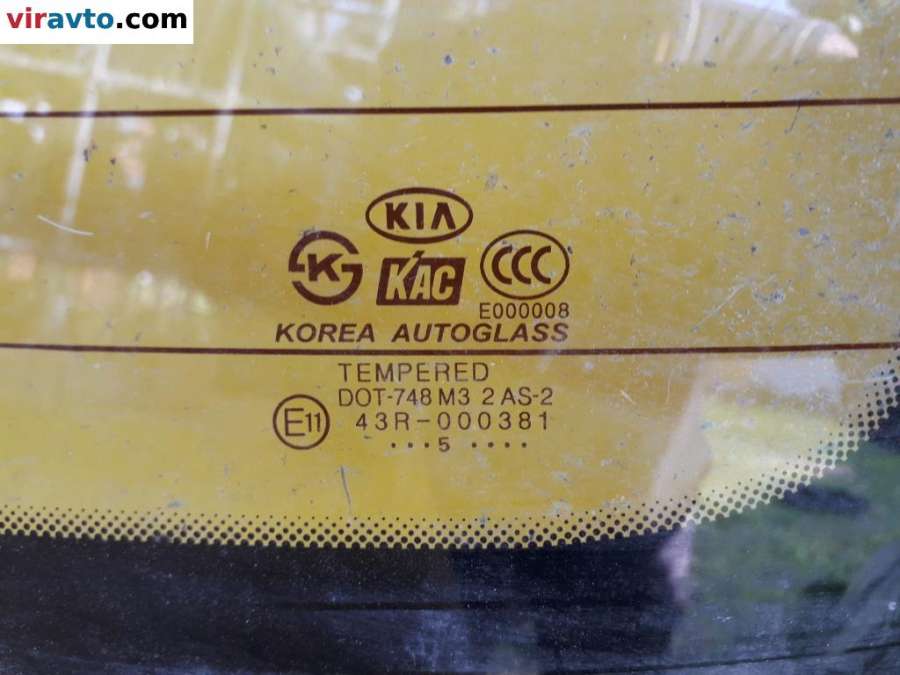 viravto.com
KIA
K
KAC
CCC
E000008
KOREA AUTOGLASS
TEMPERED
DOT-748 M3 2 AS-2
E11
43R-000381
•••5 ••••